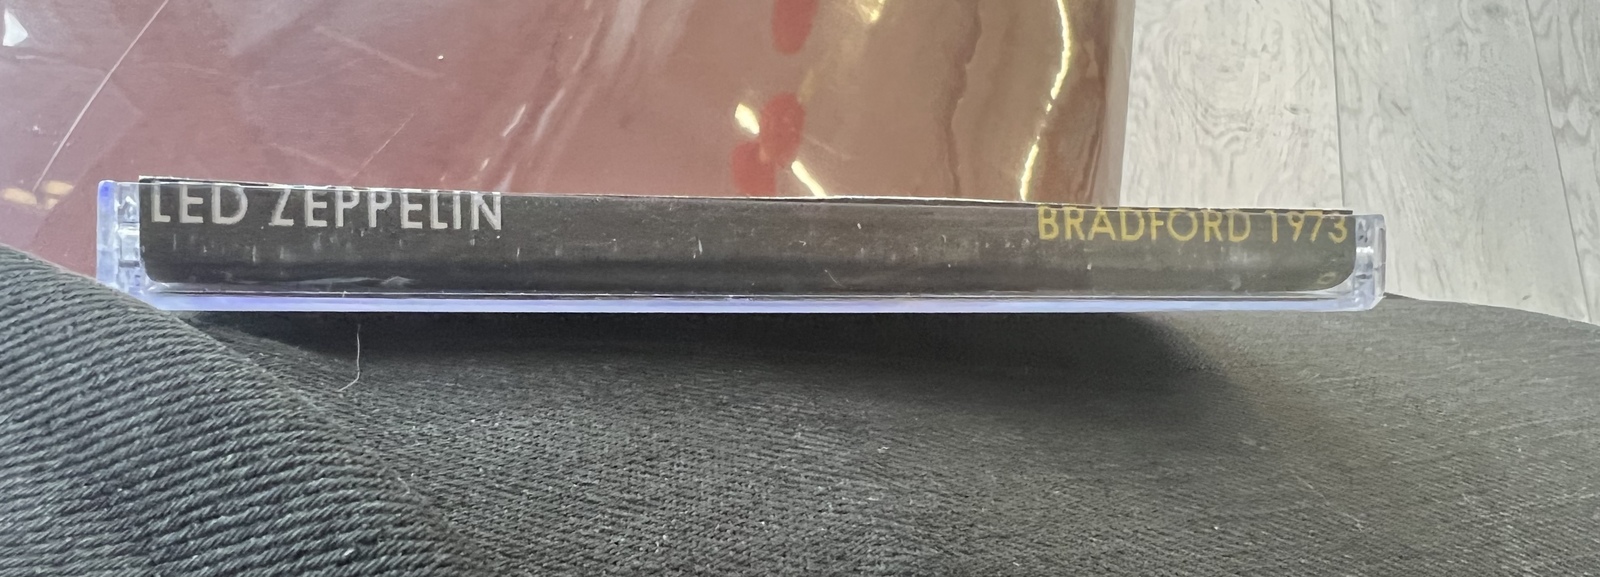 LED ZEPPELIN BRADFORD 1973